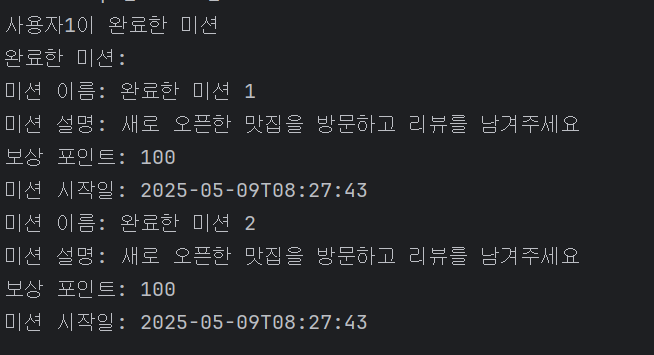 사용자1이 완료한 미션
완료한 미션:
미션 이름: 완료한 미션 1
미션 설명: 새로 오픈한 맛집을 방문하고 리뷰를 남겨주세요
보상 포인트: 100
미션 시작일: 2025-05-09T08:27:43
미션 이름: 완료한 미션 2
미션 설명: 새로 오픈한 맛집을 방문하고 리뷰를 남겨주세요
보상 포인트: 100
미션 시작일: 2025-05-09T08:27:43